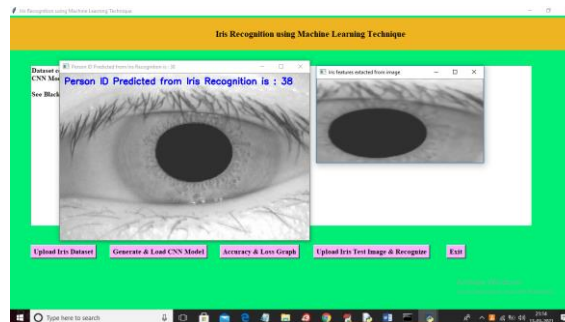 Iris Recognition using Machine Learning Technique
Iris Recognition using Machine Learning Technique
Person ID Predicted from Iris Recognition is : 38
Person ID Predicted from Iris Recognition is : 38
Iris features extracted from image
Dataset
CNN
See Black
Upload Iris Dataset
Generate & Load CNN Model
Accuracy & Loss Graph
Upload Iris Test Image & Recognize
Exit
Type here to search